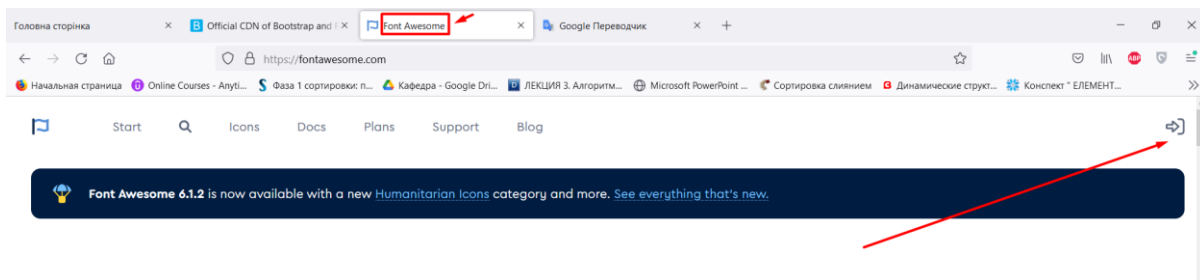 Головна сторінка Official CDN of Bootstrap and F Font Awesome Google Переводчик
https://fontawesome.com
Начальная страница Online Courses - Anyti... Фаза 1 сортировки: п... Кафедра - Google Dri... ЛЕКЦИЯ 3. Алгоритм... Microsoft PowerPoint ... Сортировка слиянием Динамические структ... Конспект " ЕЛЕМЕНТ...
Start Icons Docs Plans Support Blog
Font Awesome 6.1.2 is now available with a new Humanitarian Icons category and more. See everything that's new.